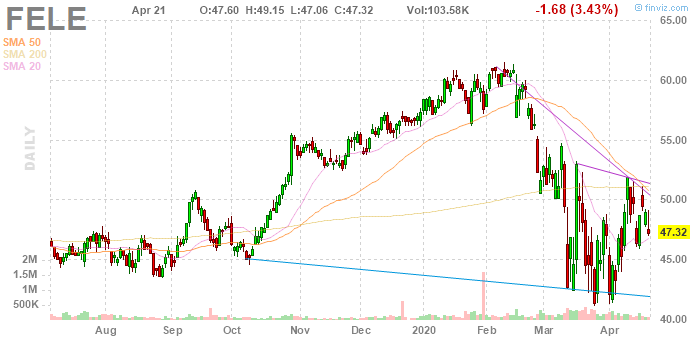 FELE
Apr 21 O:47.60 H:49.15 L:47.06 C:47.32 Vol:103.58K -1.68 (3.43%)
© finviz.com
SMA 50
SMA 200
SMA 20
DAILY
65.00
60.00
55.00
50.00
47.32
45.00
40.00
2M
1.5M
1M
500K
Aug Sep Oct Nov Dec 2020 Feb Mar Apr